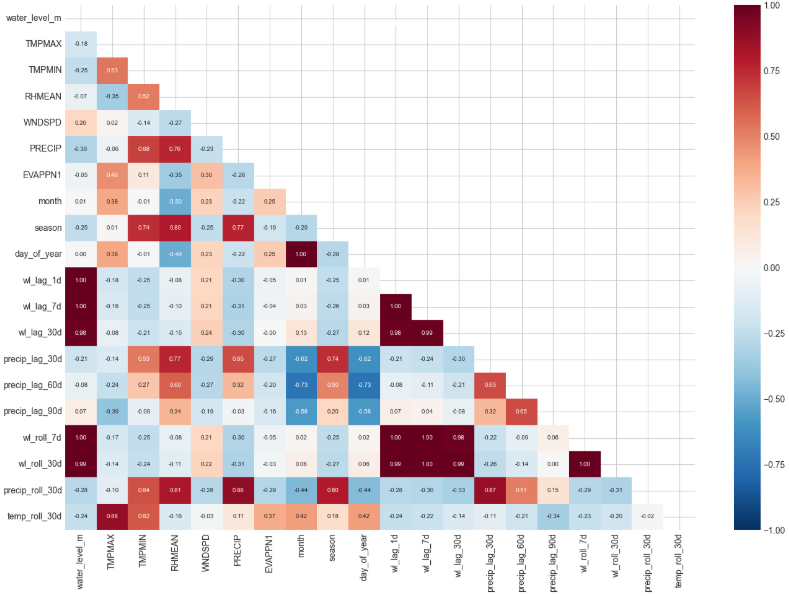 water_level_m
TMPMAX -0.18
TMPMIN -0.25 0.53
RHMEAN -0.07 -0.35 0.52
WNDSPD 0.20 0.02 -0.14 -0.27
PRECIP -0.30 -0.06 0.68 0.76 -0.23
EVAPPN1 -0.05 0.49 0.11 -0.35 0.30 -0.28
month 0.01 0.38 -0.01 -0.50 0.23 -0.22 0.25
season -0.25 0.01 0.74 0.80 -0.25 0.77 -0.19 -0.29
day_of_year 0.00 0.38 -0.01 -0.49 0.23 -0.22 0.25 1.00 -0.28
wl_lag_1d 1.00 -0.18 -0.25 -0.08 0.21 -0.30 -0.05 0.01 -0.25 0.01
wl_lag_7d 1.00 -0.16 -0.25 -0.10 0.21 -0.31 -0.04 0.03 -0.26 0.03 1.00
wl_lag_30d 0.98 -0.08 -0.21 -0.15 0.24 -0.30 -0.00 0.13 -0.27 0.12 0.98 0.99
precip_lag_30d -0.21 -0.14 0.53 0.77 -0.29 0.65 -0.27 -0.62 0.74 -0.62 -0.21 -0.24 -0.30
precip_lag_60d -0.08 -0.24 0.27 0.60 -0.27 0.32 -0.20 -0.73 0.50 -0.73 -0.08 -0.11 -0.21 0.65
precip_lag_90d 0.07 -0.39 -0.09 0.34 -0.19 -0.03 -0.16 -0.58 0.20 -0.58 0.07 0.04 0.32 0.65
wl_roll_7d 1.00 -0.17 -0.25 -0.08 0.21 -0.30 -0.05 0.02 -0.25 0.02 1.00 1.00 0.98 -0.22 -0.09 0.06
wl_roll_30d 0.99 -0.14 -0.24 -0.11 0.22 -0.31 -0.03 0.06 -0.27 0.06 0.99 1.00 0.99 -0.26 -0.14 0.00 1.00
precip_roll_30d -0.28 -0.10 0.64 0.81 -0.28 0.88 -0.29 -0.44 0.80 -0.44 -0.28 -0.30 -0.33 0.87 0.51 0.15 -0.29 -0.31
temp_roll_30d -0.24 0.88 0.62 -0.16 -0.03 0.11 0.37 0.42 0.18 0.42 -0.24 -0.22 -0.14 -0.11 -0.21 -0.34 -0.23 -0.20 -0.02
water_level_m
TMPMAX
TMPMIN
RHMEAN
WNDSPD
PRECIP
EVAPPN1
month
season
day_of_year
wl_lag_1d
wl_lag_7d
wl_lag_30d
precip_lag_30d
precip_lag_60d
precip_lag_90d
wl_roll_7d
wl_roll_30d
precip_roll_30d
temp_roll_30d
1.00
0.75
0.50
0.25
0.00
−0.25
−0.50
−0.75
−1.00